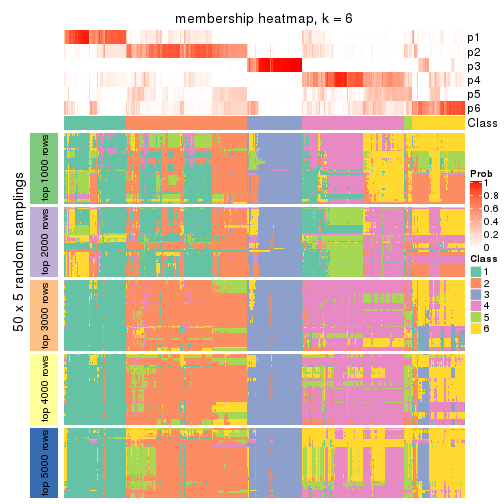 membership heatmap, k = 6
p1
p2
p3
p4
p5
p6
Class
50 x 5 random samplings
top 1000 rows
top 2000 rows
top 3000 rows
top 4000 rows
top 5000 rows
Prob
1
0.8
0.6
0.4
0.2
0
Class
1
2
3
4
5
6